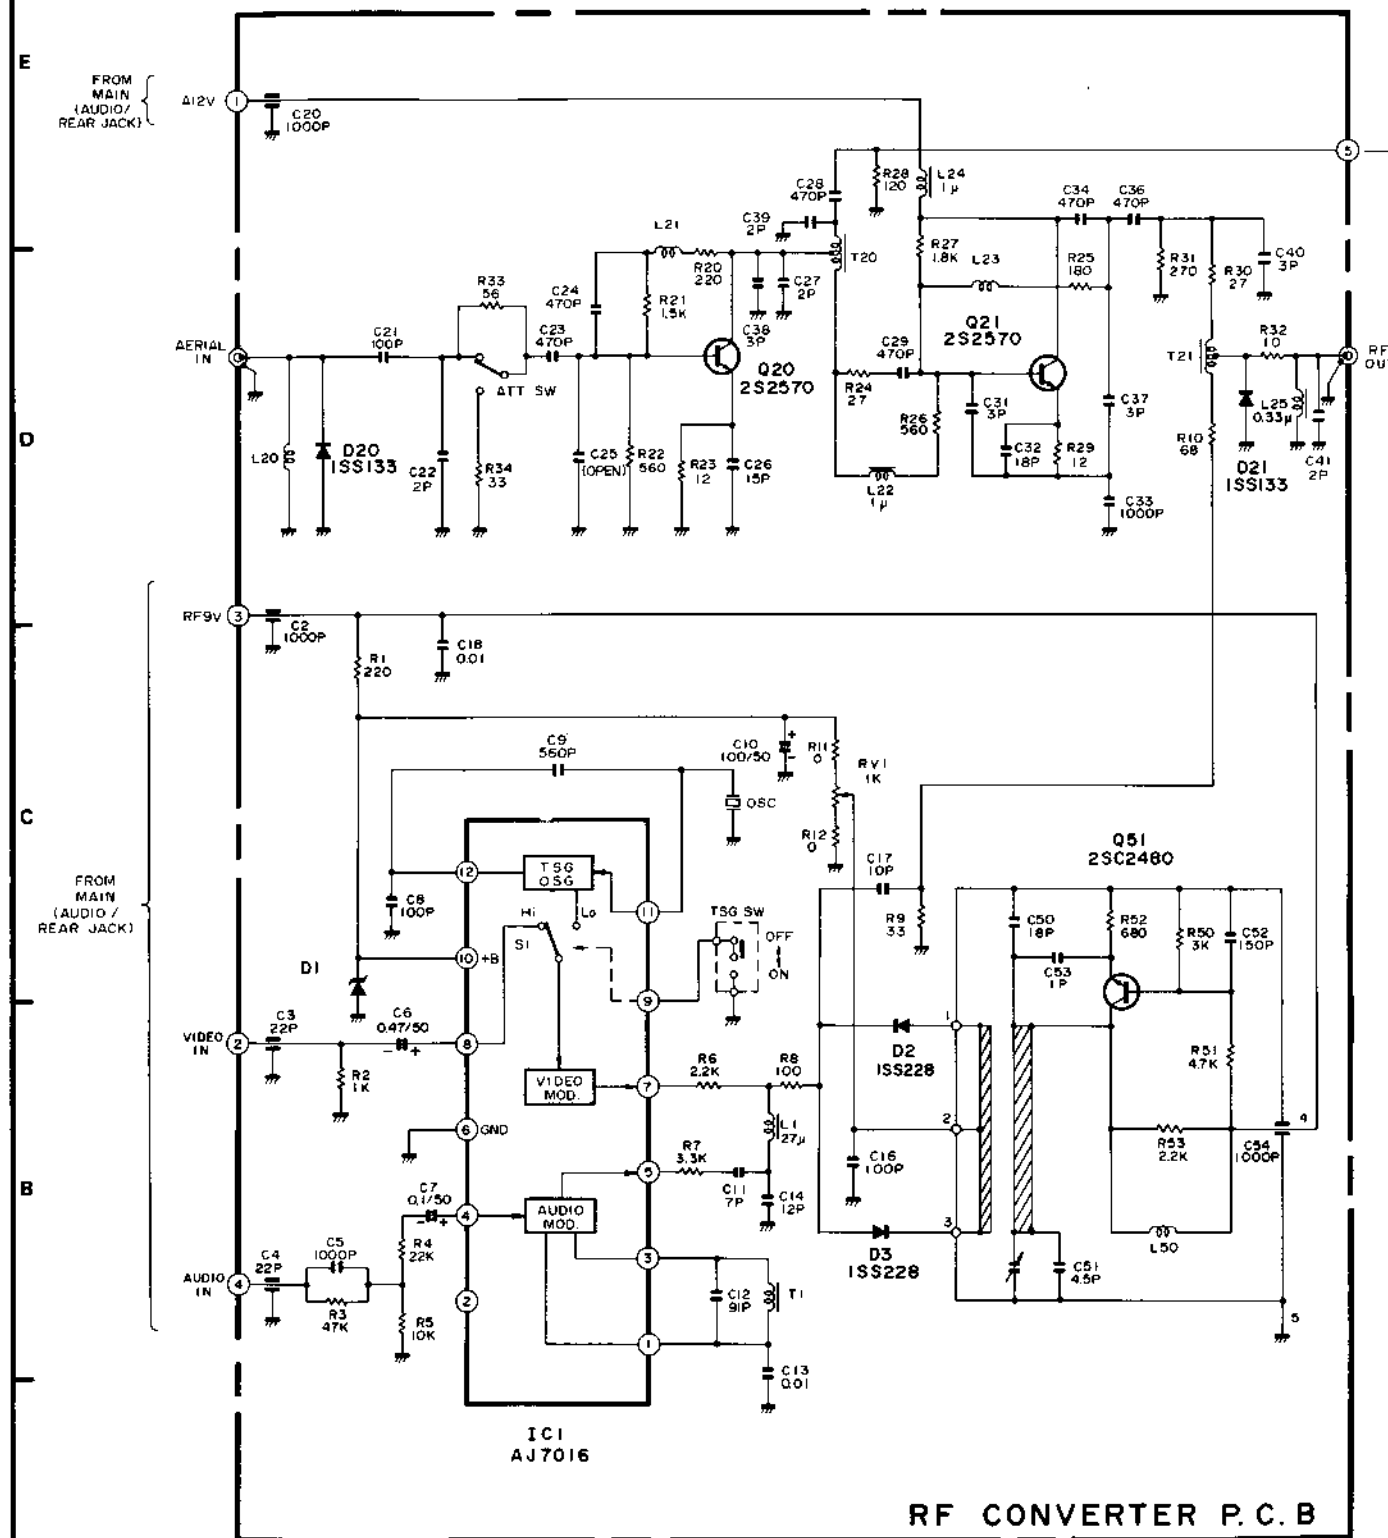 E
FROM
MAIN
(AUDIO/
REAR JACK)
A12V
1
C20
1000P
5
C28
470P
R28
120
L24
1μ
C34
470P
C36
470P
C39
2P
L21
T20
R27
1.8K
L23
R25
180
R31
270
R30
27
C40
3P
R33
56
C24
470P
R20
220
R21
1.5K
C27
2P
C38
3P
Q21
2S2570
AERIAL
IN
C21
100P
C23
470P
Q20
2S2570
C29
470P
R24
27
T21
R32
10
RF
OUT
ATT SW
D
L20
D20
1SS133
C22
2P
R34
33
C25
(OPEN)
R22
560
R23
12
C26
15P
R26
560
C31
3P
C32
18P
R29
12
C37
3P
L25
0.33μ
R10
68
D21
1SS133
C41
2P
L22
1μ
C33
1000P
RF9V
3
C2
1000P
R1
220
C18
0.01
C9
560P
C10
100/50
+
-
R11
0
RV1
1K
OSC
R12
0
C
Q51
2SC2480
FROM
MAIN
(AUDIO /
REAR JACK)
12
TSG
OSG
C8
100P
Hi
Lo
S1
11
TSG SW
OFF
ON
C17
10P
R9
33
C50
18P
R52
680
R50
3K
C52
150P
C53
1P
D1
10
+B
9
C3
22P
C6
0.47/50
-
+
VIDEO
IN
2
8
R2
1K
VIDEO
MOD.
7
R6
2.2K
R8
100
D2
1SS228
1
R51
4.7K
6
GND
L1
27μ
2
4
R7
3.3K
R53
2.2K
C54
1000P
C16
100P
B
5
C11
7P
C14
12P
C7
0.1/50
-
+
4
AUDIO
MOD.
R4
22K
3
D3
1SS228
3
L50
C4
22P
C5
1000P
AUDIO
IN
4
R3
47K
R5
10K
2
C12
91P
T1
C51
4.5P
5
1
C13
0.01
IC1
AJ7016
RF CONVERTER P.C.B